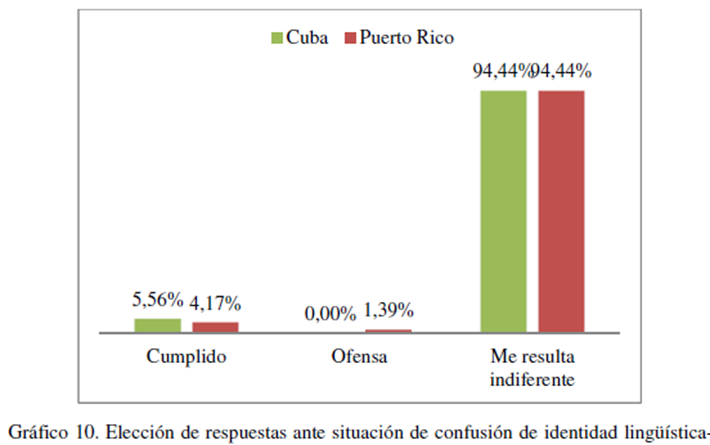 Cuba Puerto Rico
94,44% 94,44%
5,56% 4,17% 0,00% 1,39%
Cumplido Ofensa Me resulta
indiferente
Gráfico 10. Elección de respuestas ante situación de confusión de identidad lingüística-